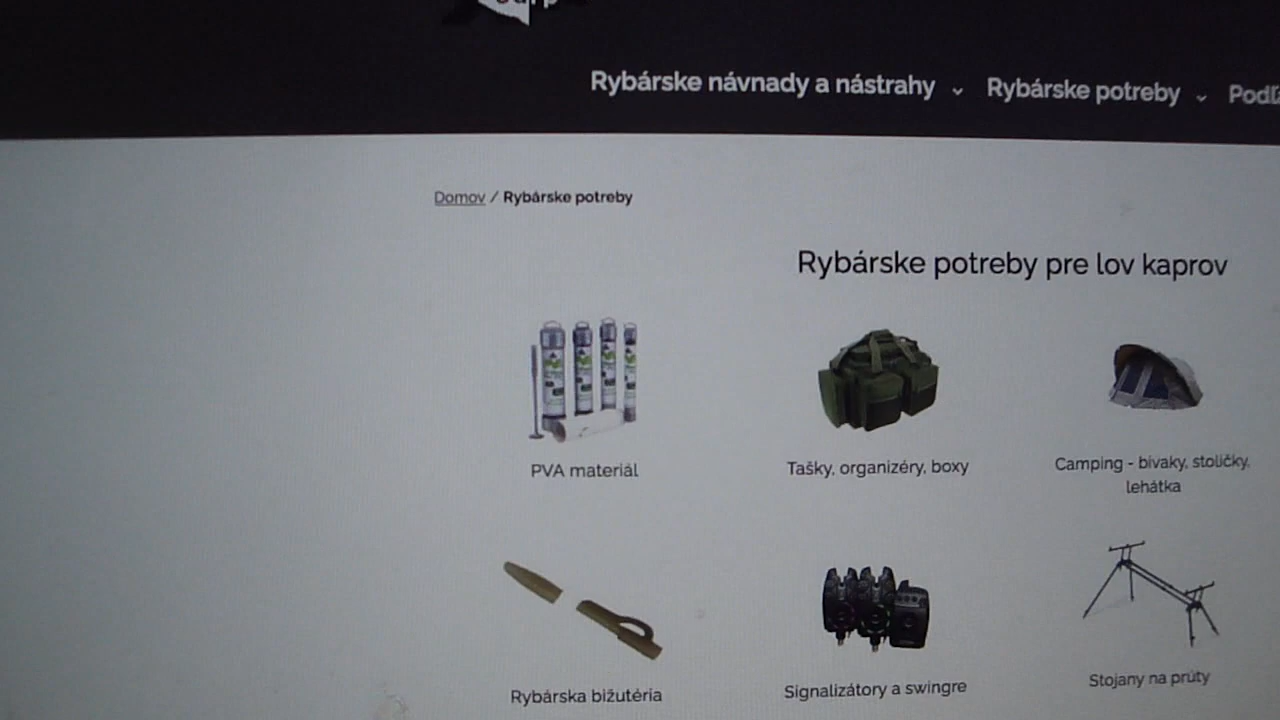 Rybárske návnady a nástrahy
Rybárske potreby
Domov / Rybárske potreby
Rybárske potreby pre lov kaprov
PVA materiál
Tašky, organizéry, boxy
Camping - bivaky, stoličky,
lehátka
Rybárska bižutéria
Signalizátory a swingre
Stojany na prúty